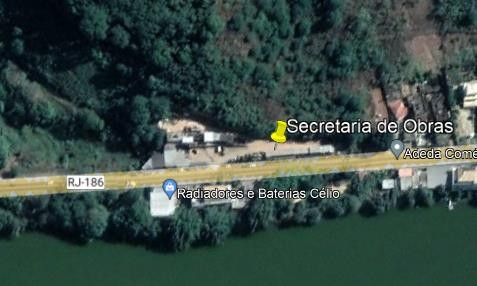 Secretaria de Obras
Aceda Comé
RJ-186
Radiadores e Baterias Célio